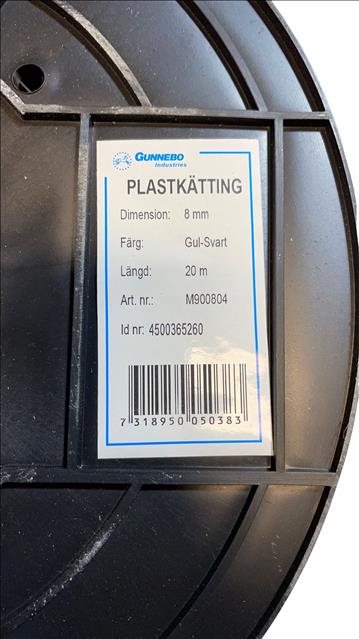 GUNNEBO
Industries
PLASTKÄTTING
Dimension: 8 mm
Färg: Gul-Svart
Längd: 20 m
Art. nr.: M900804
Id nr: 4500365260
7 318950 050383